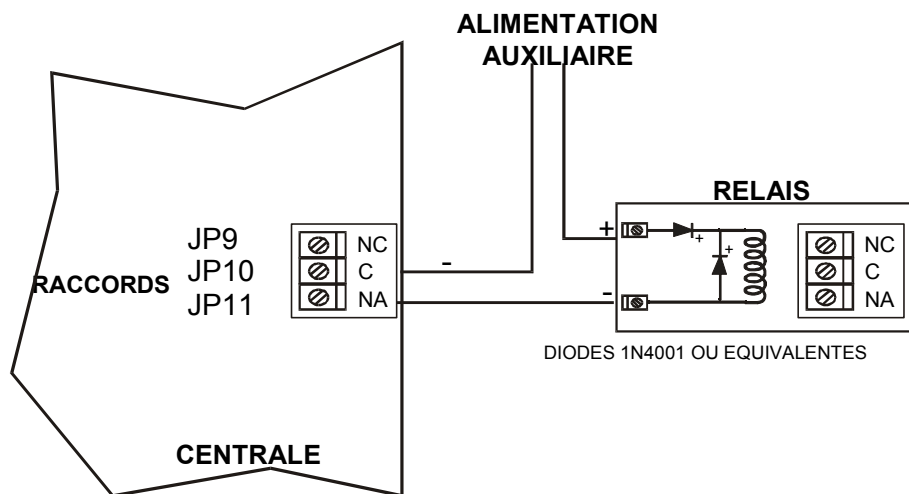 ALIMENTATION
AUXILIAIRE
RELAIS
JP9
JP10
JP11
RACCORDS
NC
C
NA
-
+
-
+
+
NC
C
NA
DIODES 1N4001 OU EQUIVALENTES
CENTRALE